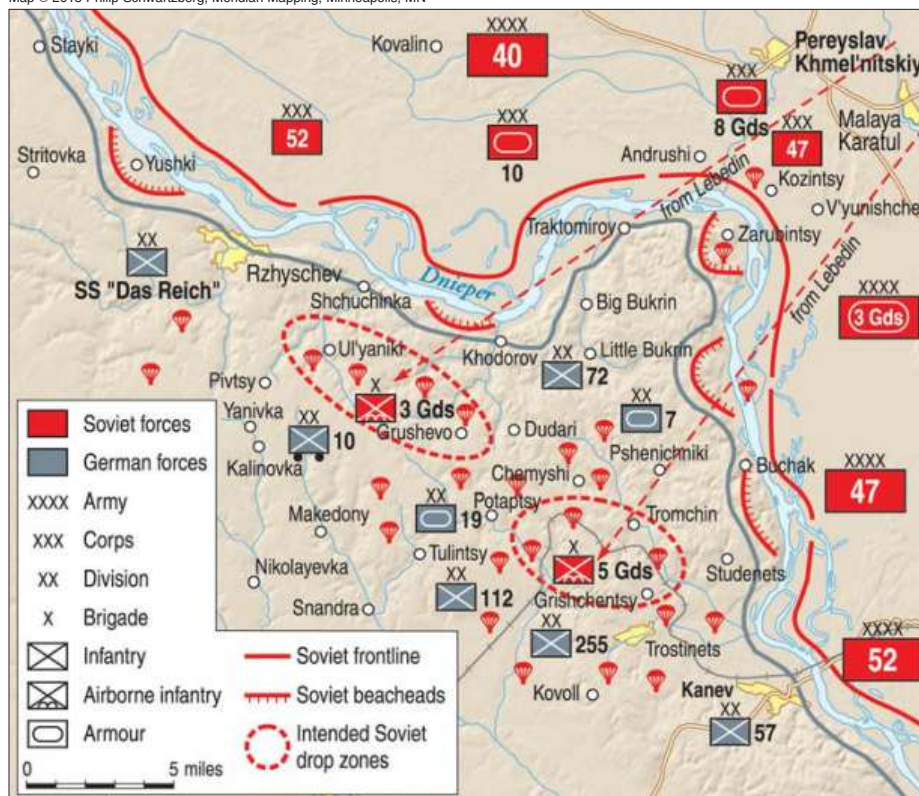 Map © 2018 Philip Schwartzberg, Meridian Mapping, Minneapolis, MN
Stayki
Kovalin
XXXX
40
Pereyslav
Khmel'nitskiy
XXX
8 Gds
Malaya
Karatul
XXX
52
XXX
10
XXX
47
Stritovka
Yushki
Andrushi
Kozintsy
V'yunishche
from Lebedin
Traktomirov
Zarubintsy
XX
SS "Das Reich"
Rzhyschev
Dnieper
Shchuchinka
Big Bukrin
from Lebedin
XXXX
3 Gds
Ul'yaniki
Khodorov
Little Bukrin
XX
72
Pivtsy
X
3 Gds
XX
7
Yanivka
XX
10
Grushevo
Dudari
Kalinovka
Pshenichniki
Chemyshi
Buchak
XXXX
47
XX
19
Potaptsy
Makedony
Tromchin
Tulintsy
X
5 Gds
Studenets
Nikolayevka
XX
112
Grishchentsy
Snandra
XX
255
Trostinets
XXXX
52
Kovoll
Kanev
XX
57
Soviet forces
German forces
XXXX Army
XXX Corps
XX Division
X Brigade
Infantry
Airborne infantry
Armour
0 5 miles
Soviet frontline
Soviet beacheads
Intended Soviet
drop zones